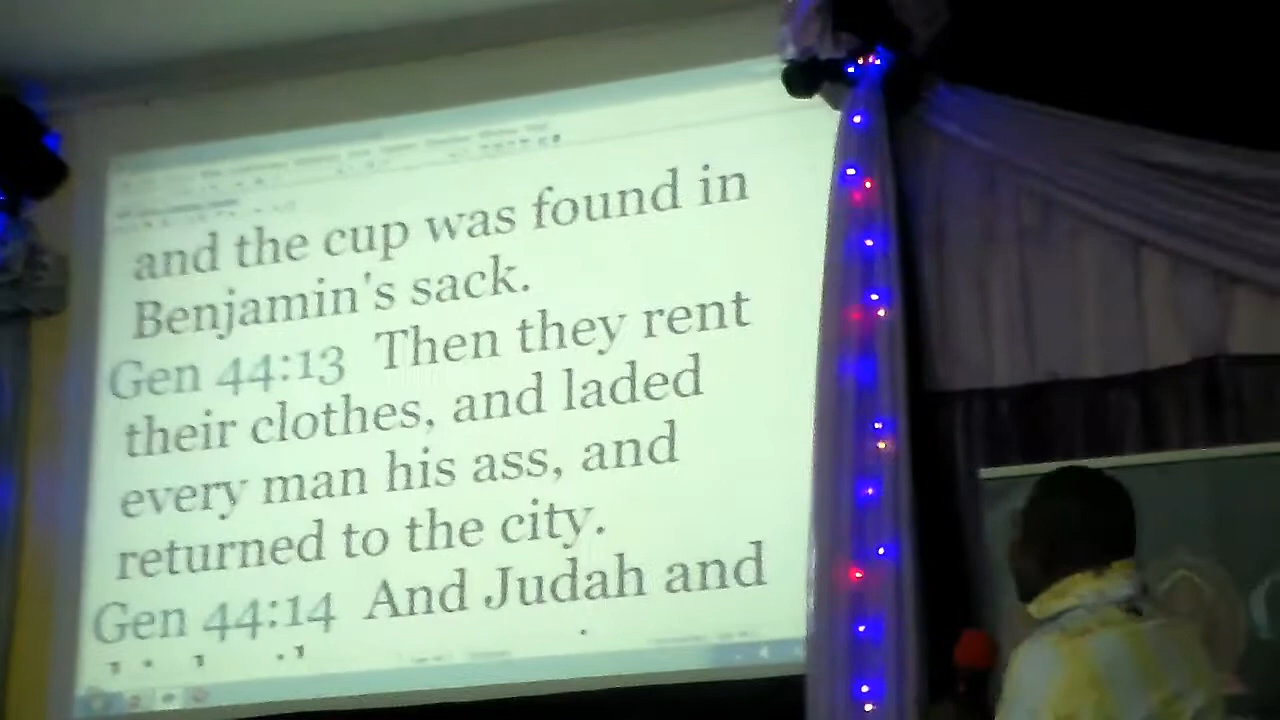 and the cup was found in
Benjamin's sack.
Gen 44:13 Then they rent
their clothes, and laded
every man his ass, and
returned to the city.
Gen 44:14 And Judah and